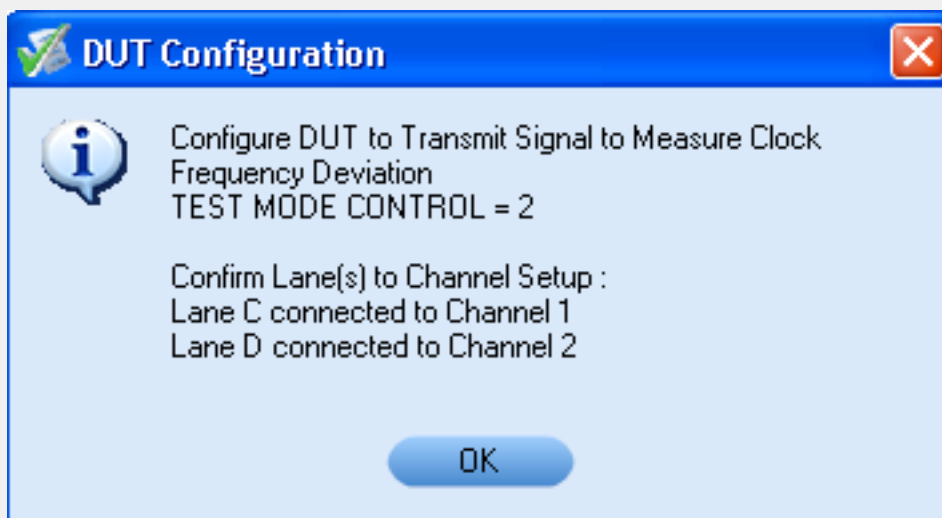 DUT Configuration
Configure DUT to Transmit Signal to Measure Clock
Frequency Deviation
TEST MODE CONTROL = 2
Confirm Lane(s) to Channel Setup :
Lane C connected to Channel 1
Lane D connected to Channel 2
OK